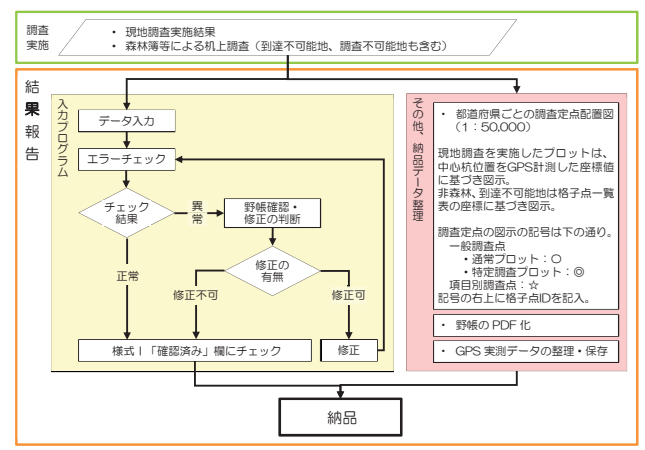 調査
実施
・ 現地調査実施結果
・ 森林簿等による机上調査（到達不可能地、調査不可能地も含む）
結果報告
入力プログラム
データ入力
エラーチェック
チェック
結果
異常
野帳確認・
修正の判断
正常
修正の
有無
修正不可
修正可
様式Ⅰ「確認済み」欄にチェック
修正
その他、納品データ整理
・ 都道府県ごとの調査定点配置図
（1：50,000）
現地調査を実施したプロットは、
中心杭位置をGPS計測した座標値
に基づき図示。
非森林、到達不可能地は格子点一覧
表の座標に基づき図示。
調査定点の図示の記号は下の通り。
一般調査点
・通常プロット：〇
・特定調査プロット：◎
項目別調査点：☆
記号の右上に格子点IDを記入。
・ 野帳の PDF 化
・ GPS 実測データの整理・保存
納品